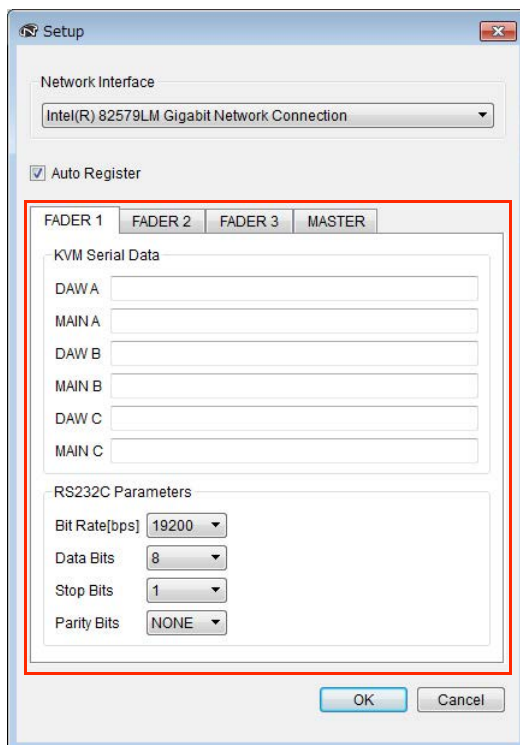 Setup
Network Interface
Intel(R) 82579LM Gigabit Network Connection
Auto Register
FADER 1 FADER 2 FADER 3 MASTER
KVM Serial Data
DAW A
MAIN A
DAW B
MAIN B
DAW C
MAIN C
RS232C Parameters
Bit Rate[bps] 19200
Data Bits 8
Stop Bits 1
Parity Bits NONE
OK Cancel